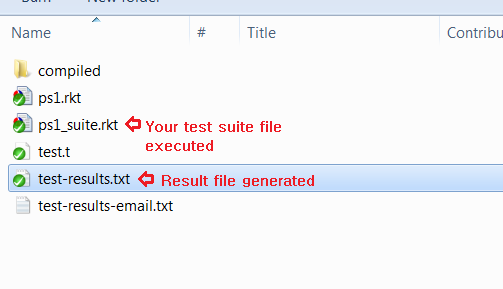 New folder
Name # Title Contribu
compiled
ps1.rkt
ps1_suite.rkt Your test suite file
executed
test.t
test-results.txt Result file generated
test-results-email.txt